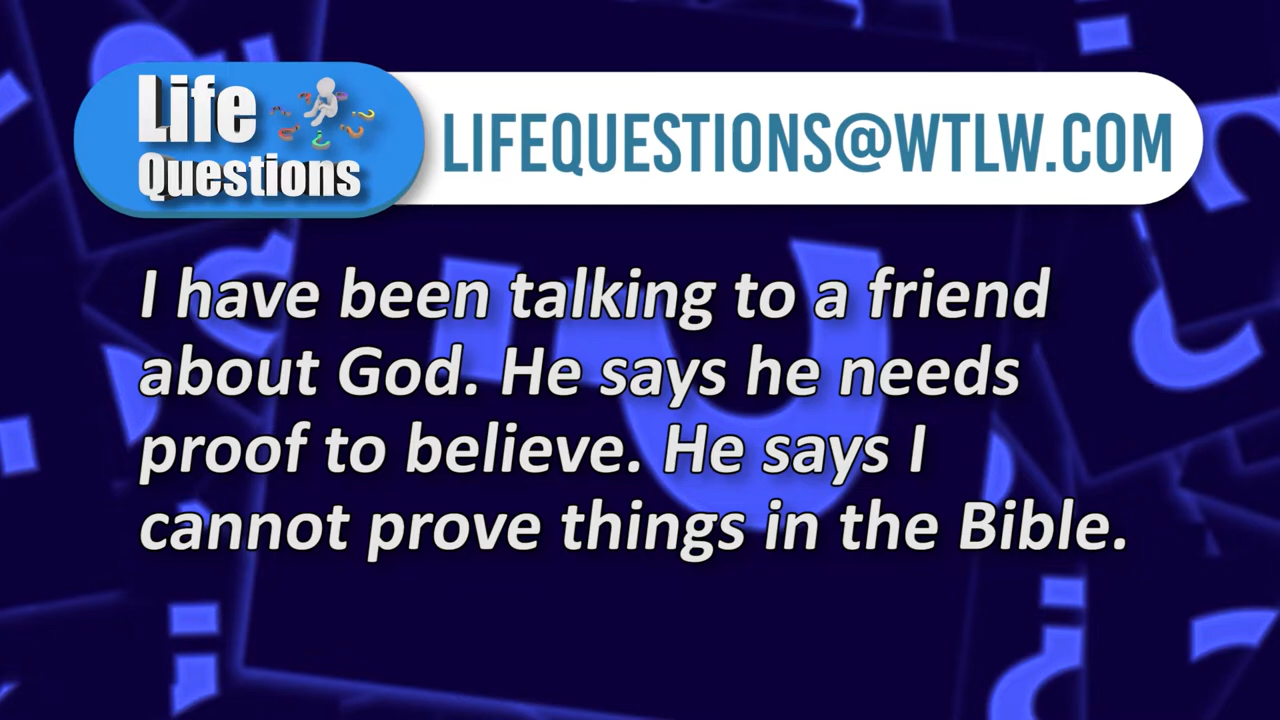 Life
Questions
LIFEQUESTIONS@WTLW.COM
I have been talking to a friend
about God. He says he needs
proof to believe. He says I
cannot prove things in the Bible.